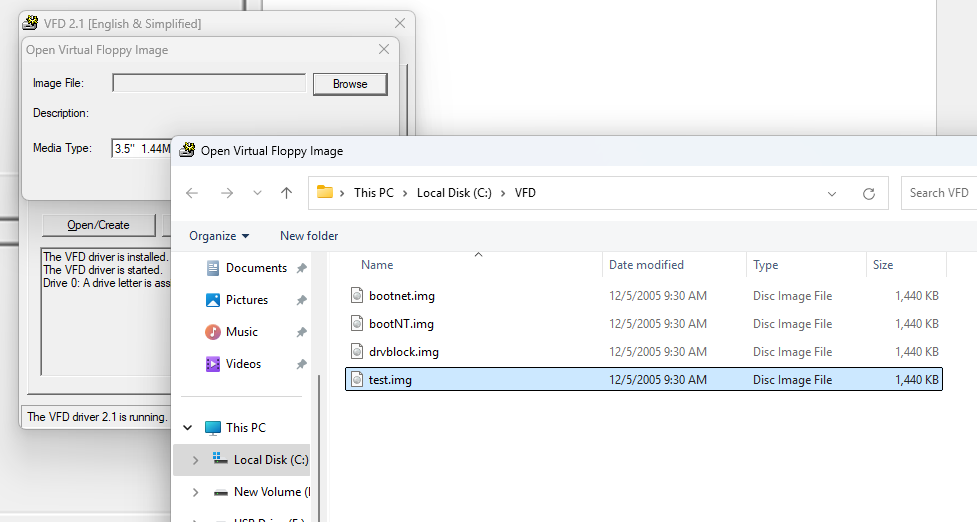 VFD 2.1 [English & Simplified]
Open Virtual Floppy Image
Image File:
Browse
Description:
Media Type:
3.5" 1.44M
Open/Create
The VFD driver is installed.
The VFD driver is started.
Drive 0: A drive letter is ass
The VFD driver 2.1 is running.
Open Virtual Floppy Image
This PC > Local Disk (C:) > VFD
Search VFD
Organize
New folder
Documents
Pictures
Music
Videos
This PC
Local Disk (C:)
New Volume (
Name Date modified Type Size
bootnet.img 12/5/2005 9:30 AM Disc Image File 1,440 KB
bootNT.img 12/5/2005 9:30 AM Disc Image File 1,440 KB
drvblock.img 12/5/2005 9:30 AM Disc Image File 1,440 KB
test.img 12/5/2005 9:30 AM Disc Image File 1,440 KB